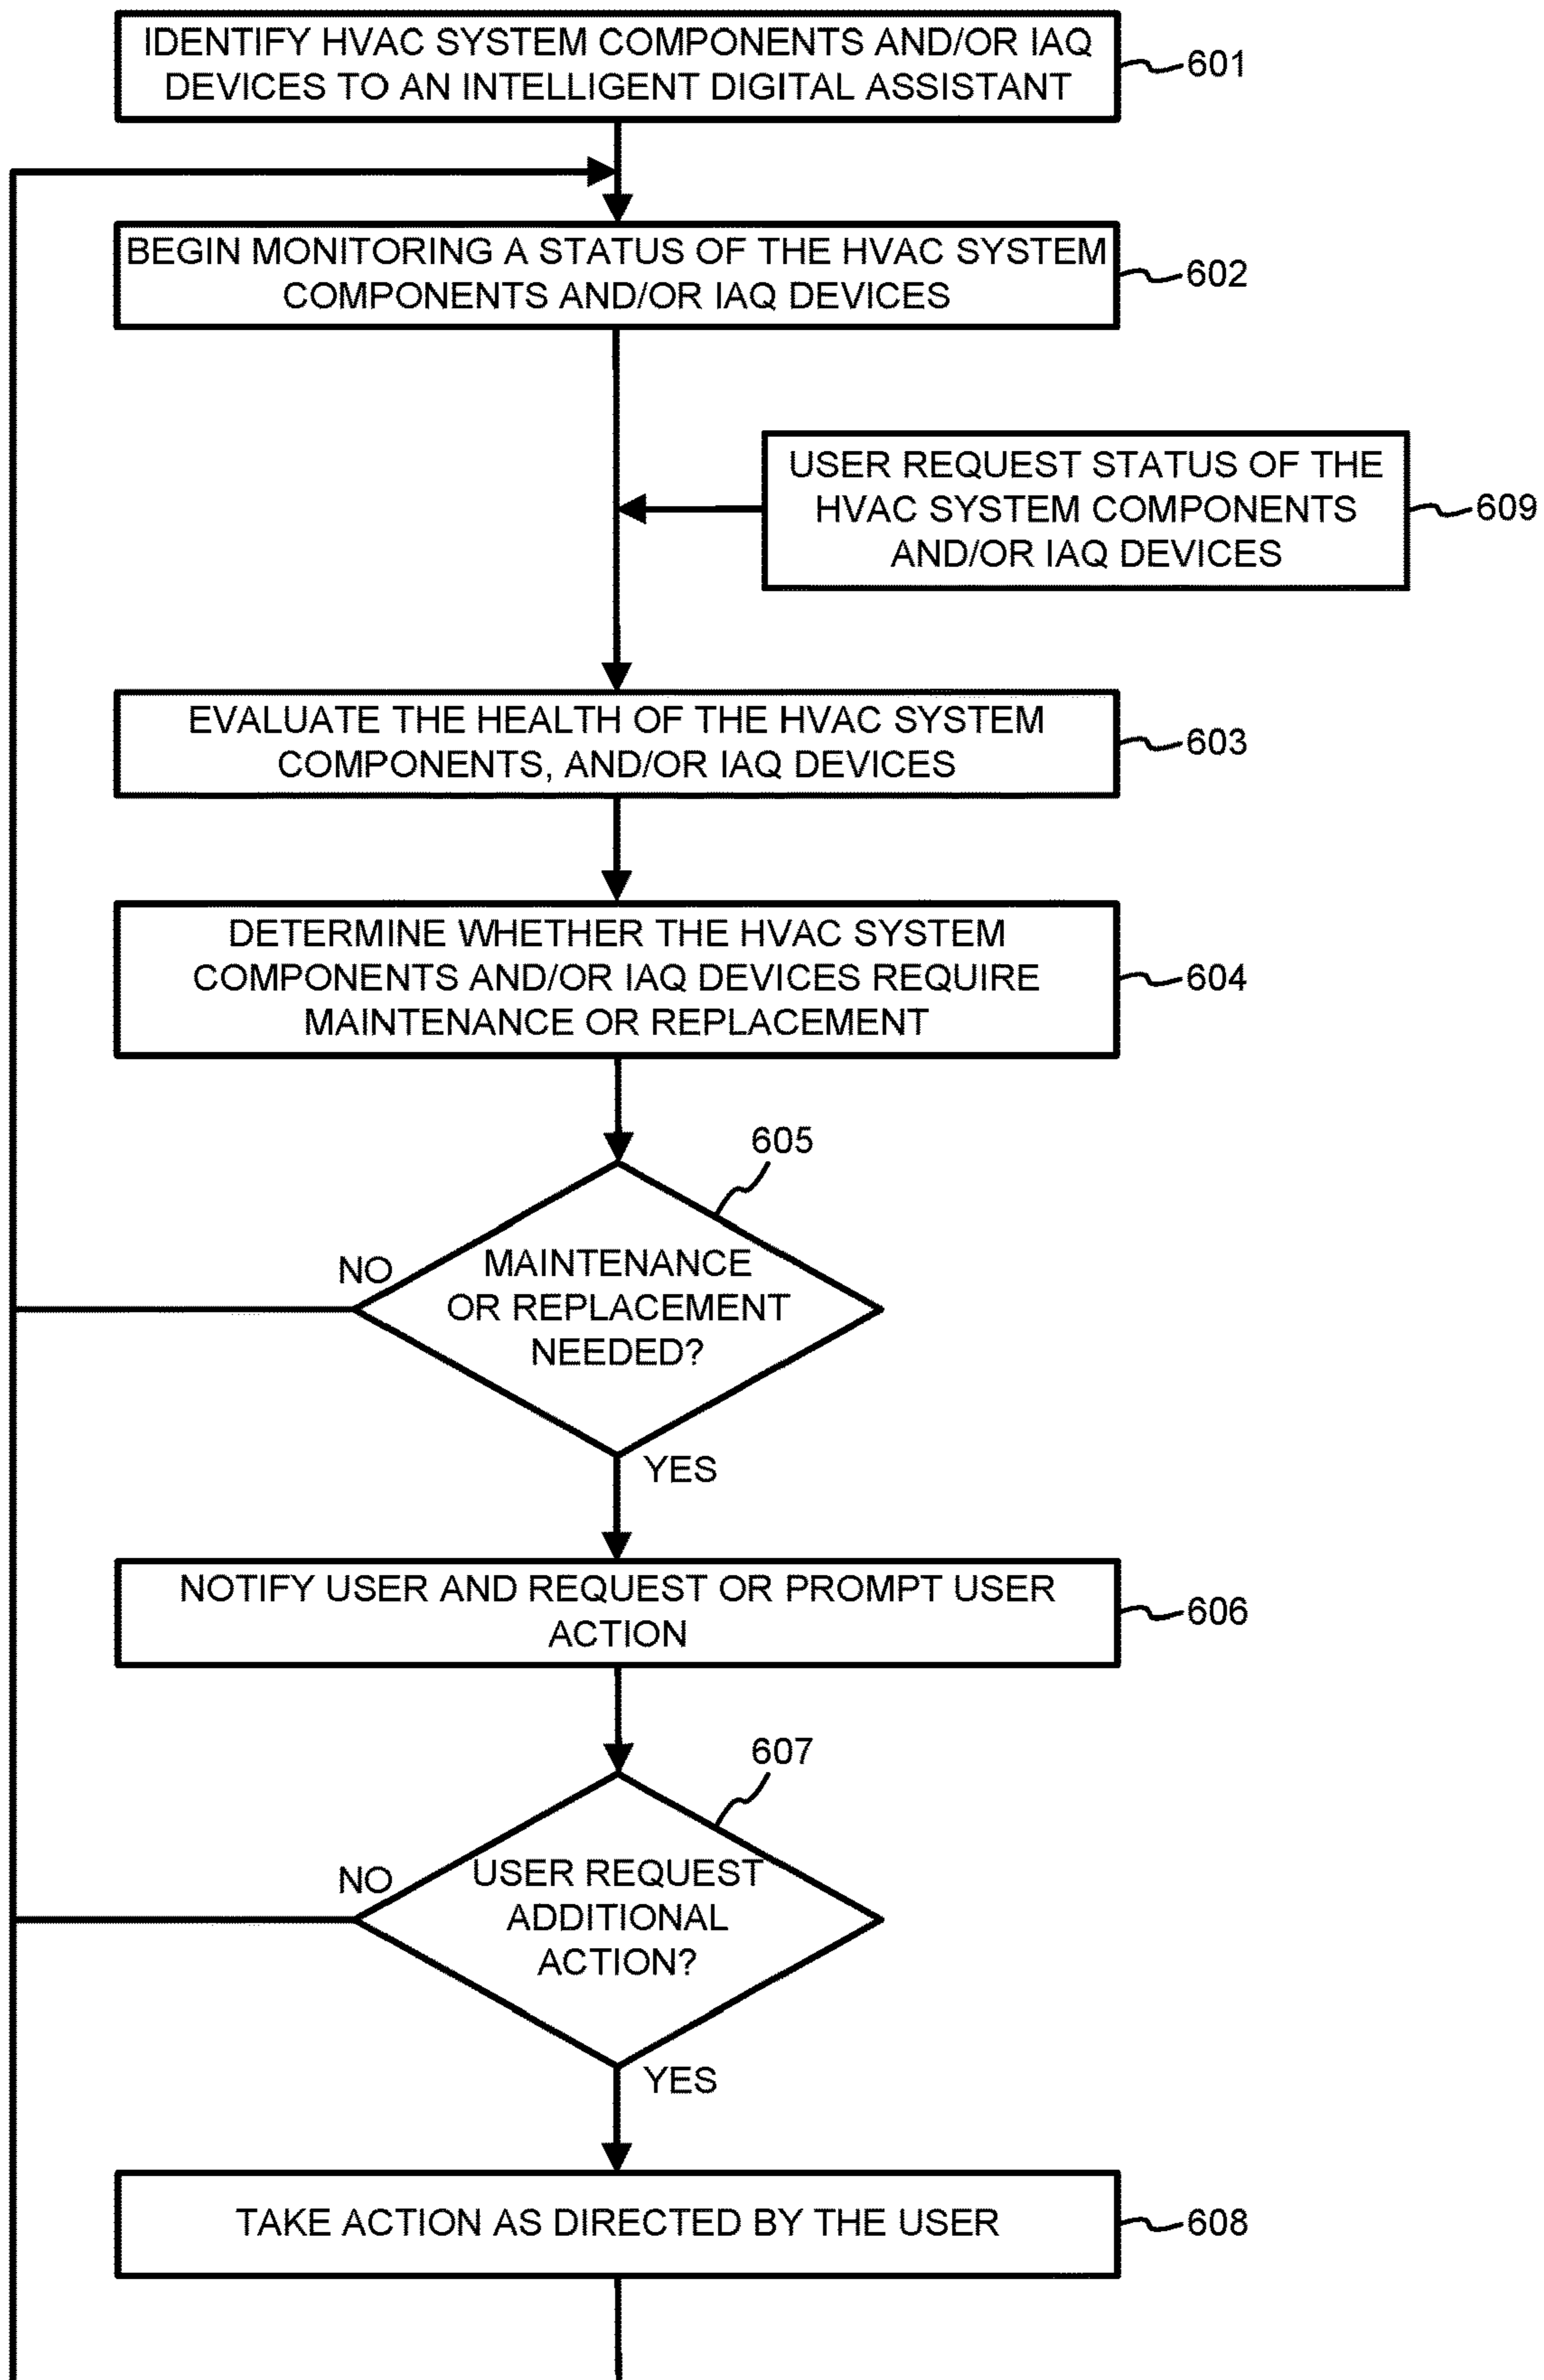 IDENTIFY HVAC SYSTEM COMPONENTS AND/OR IAQ
DEVICES TO AN INTELLIGENT DIGITAL ASSISTANT
601
BEGIN MONITORING A STATUS OF THE HVAC SYSTEM
COMPONENTS AND/OR IAQ DEVICES
602
USER REQUEST STATUS OF THE
HVAC SYSTEM COMPONENTS
AND/OR IAQ DEVICES
609
EVALUATE THE HEALTH OF THE HVAC SYSTEM
COMPONENTS, AND/OR IAQ DEVICES
603
DETERMINE WHETHER THE HVAC SYSTEM
COMPONENTS AND/OR IAQ DEVICES REQUIRE
MAINTENANCE OR REPLACEMENT
604
605
NO
MAINTENANCE
OR REPLACEMENT
NEEDED?
YES
NOTIFY USER AND REQUEST OR PROMPT USER
ACTION
606
607
NO
USER REQUEST
ADDITIONAL
ACTION?
YES
TAKE ACTION AS DIRECTED BY THE USER
608